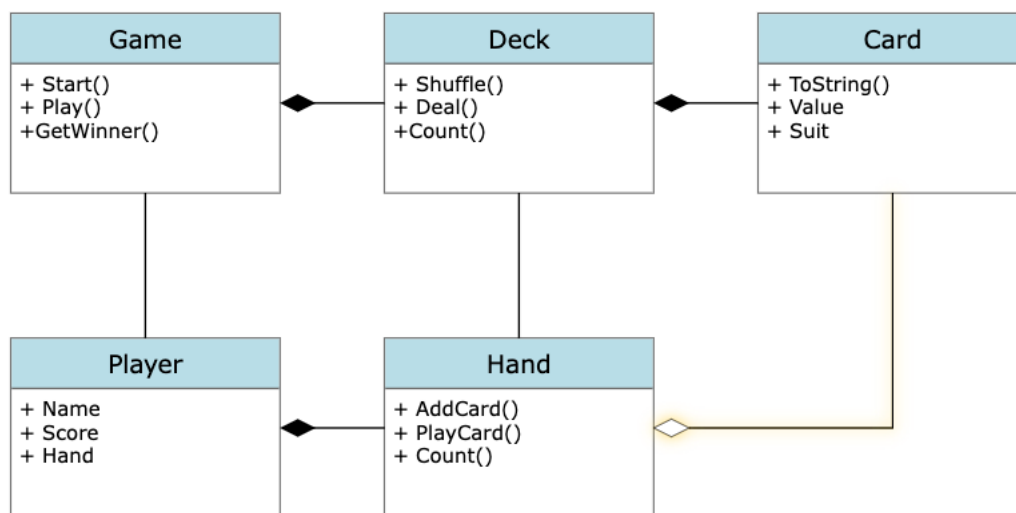 Game
+ Start()
+ Play()
+GetWinner()
Deck
+ Shuffle()
+ Deal()
+Count()
Card
+ ToString()
+ Value
+ Suit
Player
+ Name
+ Score
+ Hand
Hand
+ AddCard()
+ PlayCard()
+ Count()